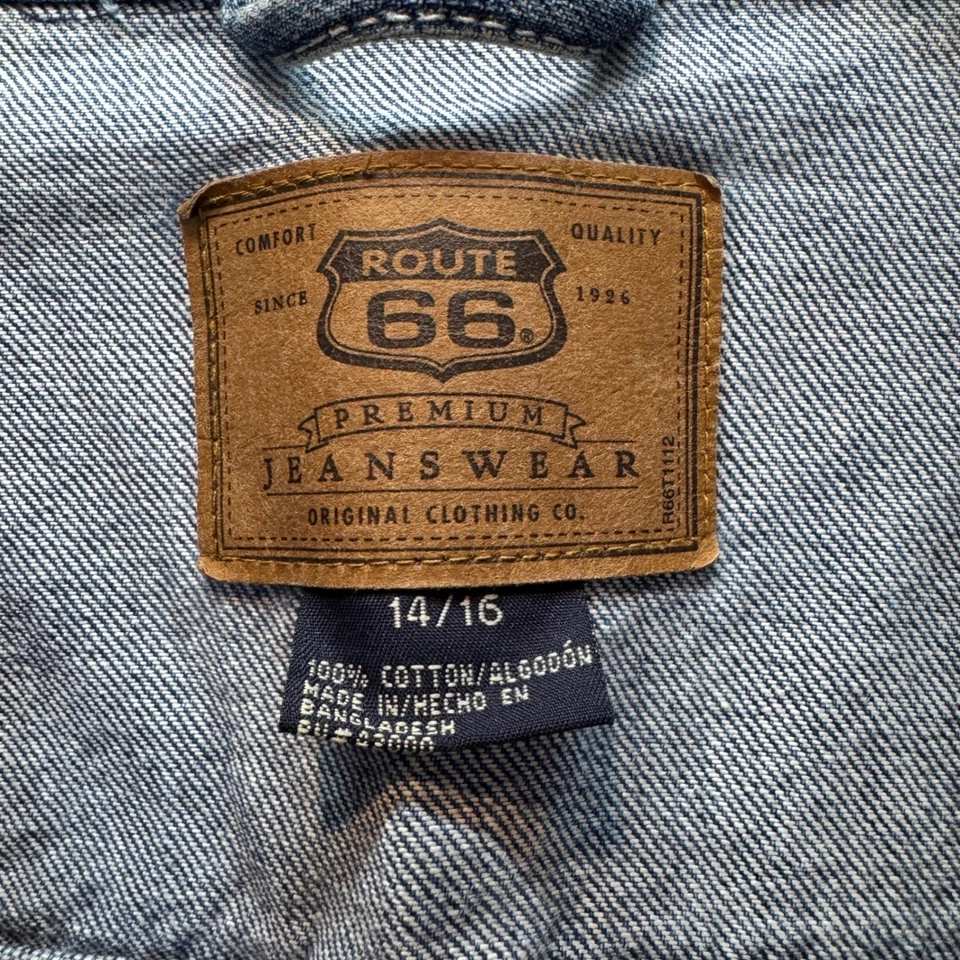 COMFORT QUALITY
ROUTE
SINCE 1926
66®
PREMIUM
JEANSWEAR
ORIGINAL CLOTHING CO.
R66T1112
14/16
100% COTTON/ALGODÓN
MADE IN/HECHO EN
BANGLADESH